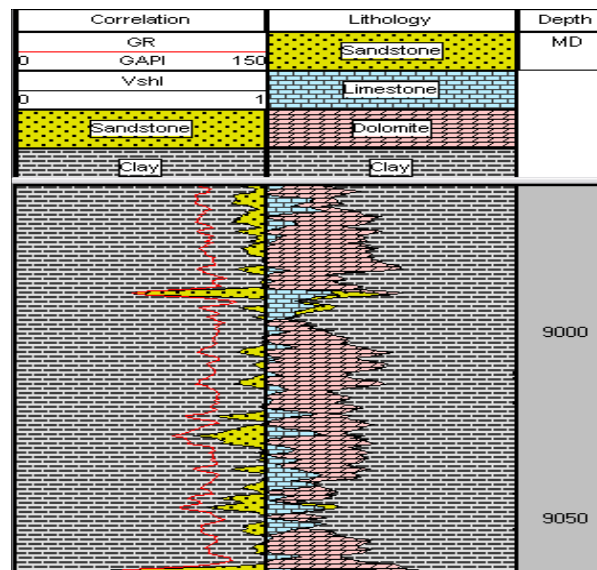 Correlation Lithology Depth
GR Sandstone MD
0 GAPI 150
Vshl Limestone
0 1
Sandstone Dolomite
Clay Clay
9000
9050